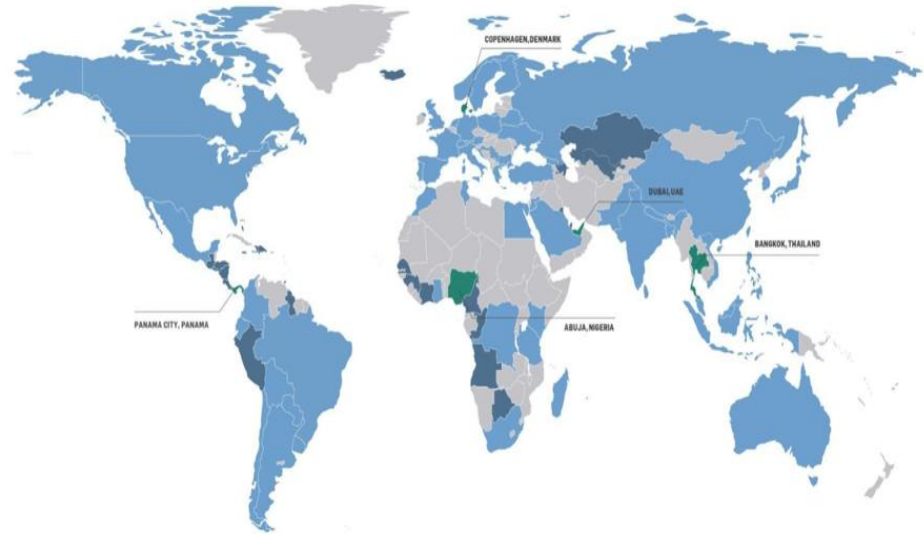 COPENHAGEN, DENMARK
DUBAI, UAE
BANGKOK, THAILAND
PANAMA CITY, PANAMA
ABUJA, NIGERIA